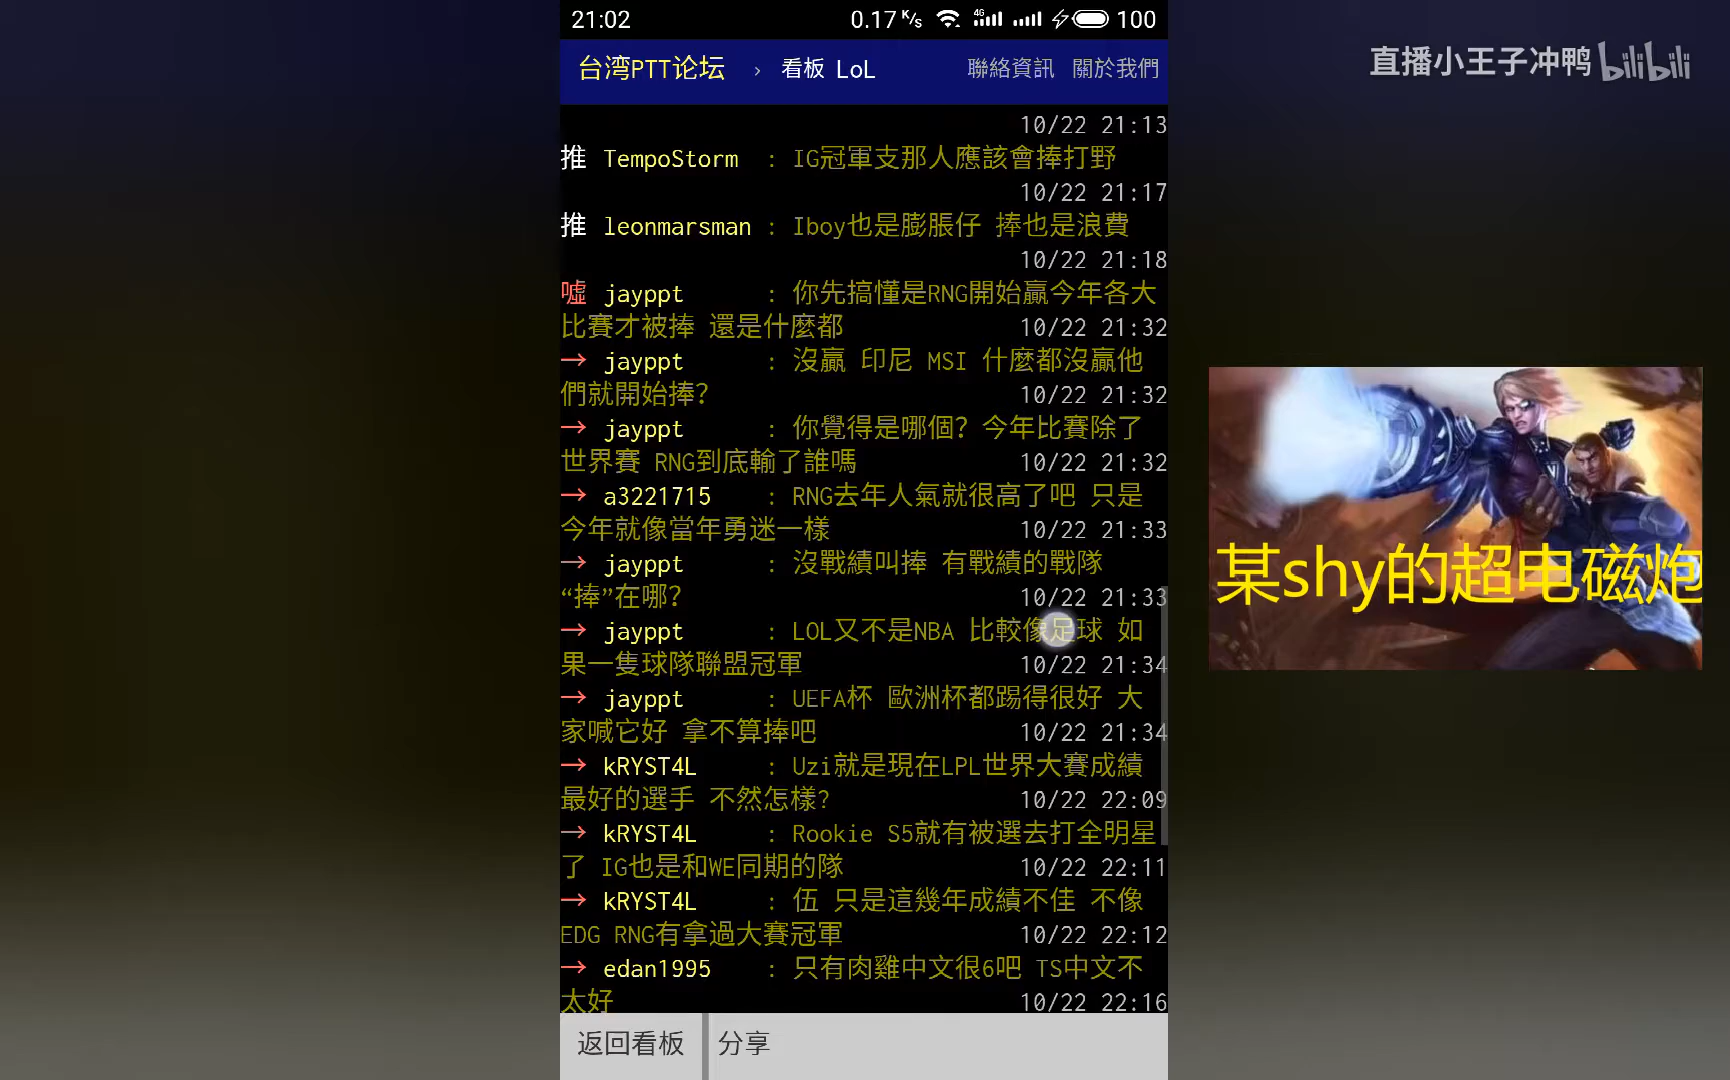 21:02 0.17 K/s 4G 100
台湾PTT论坛 › 看板 LoL 聯絡資訊 關於我們
直播小王子冲鸭 bilibili
10/22 21:13
推 TempoStorm : IG冠軍支那人應該會捧打野
10/22 21:17
推 leonmarsman : Iboy也是膨脹仔 捧也是浪費
10/22 21:18
噓 jayppt : 你先搞懂是RNG開始贏今年各大
比賽才被捧 還是什麼都 10/22 21:32
→ jayppt : 沒贏 印尼 MSI 什麼都沒贏他
們就開始捧? 10/22 21:32
→ jayppt : 你覺得是哪個? 今年比賽除了
世界賽 RNG到底輸了誰嗎 10/22 21:32
→ a3221715 : RNG去年人氣就很高了吧 只是
今年就像當年勇迷一樣 10/22 21:33
→ jayppt : 沒戰績叫捧 有戰績的戰隊
“捧”在哪? 10/22 21:33
→ jayppt : LOL又不是NBA 比較像足球 如
果一隻球隊聯盟冠軍 10/22 21:34
→ jayppt : UEFA杯 歐洲杯都踢得很好 大
家喊它好 拿不算捧吧 10/22 21:34
→ kRYST4L : Uzi就是現在LPL世界大賽成績
最好的選手 不然怎樣? 10/22 22:09
→ kRYST4L : Rookie S5就有被選去打全明星
了 IG也是和WE同期的隊 10/22 22:11
→ kRYST4L : 伍 只是這幾年成績不佳 不像
EDG RNG有拿過大賽冠軍 10/22 22:12
→ edan1995 : 只有肉雞中文很6吧 TS中文不
太好 10/22 22:16
某shy的超电磁炮
返回看板 分享